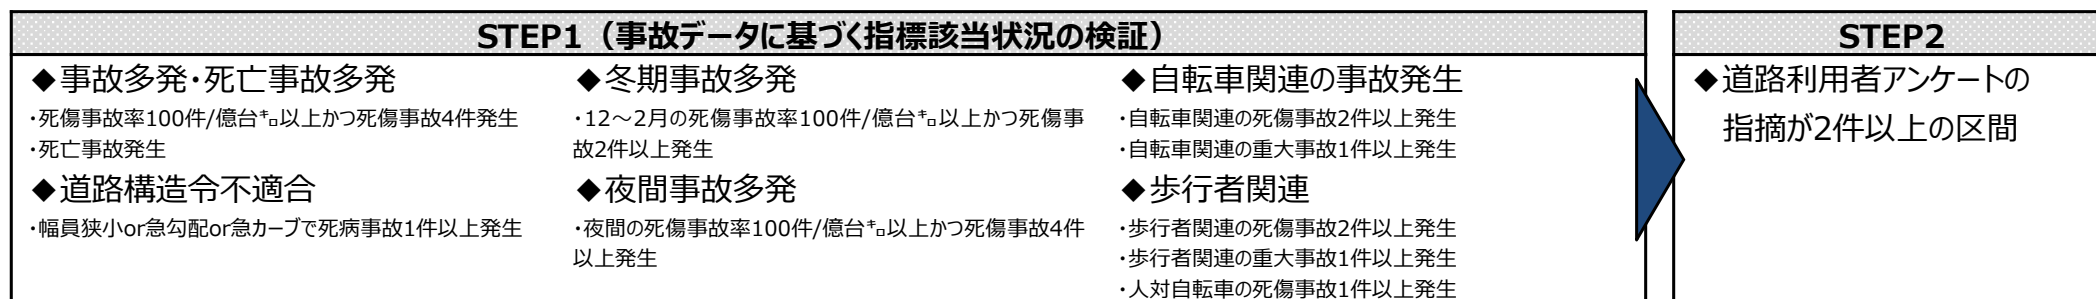 STEP1（事故データに基づく指標該当状況の検証）
◆事故多発・死亡事故多発
・死傷事故率100件/億台㌔以上かつ死傷事故4件発生
・死亡事故発生
◆道路構造令不適合
・幅員狭小or急勾配or急カーブで死病事故1件以上発生
◆冬期事故多発
・12～2月の死傷事故率100件/億台㌔以上かつ死傷事
故2件以上発生
◆夜間事故多発
・夜間の死傷事故率100件/億台㌔以上かつ死傷事故4件
以上発生
◆自転車関連の事故発生
・自転車関連の死傷事故2件以上発生
・自転車関連の重大事故1件以上発生
◆歩行者関連
・歩行者関連の死傷事故2件以上発生
・歩行者関連の重大事故1件以上発生
・人対自転車の死傷事故1件以上発生
STEP2
◆道路利用者アンケートの
指摘が2件以上の区間